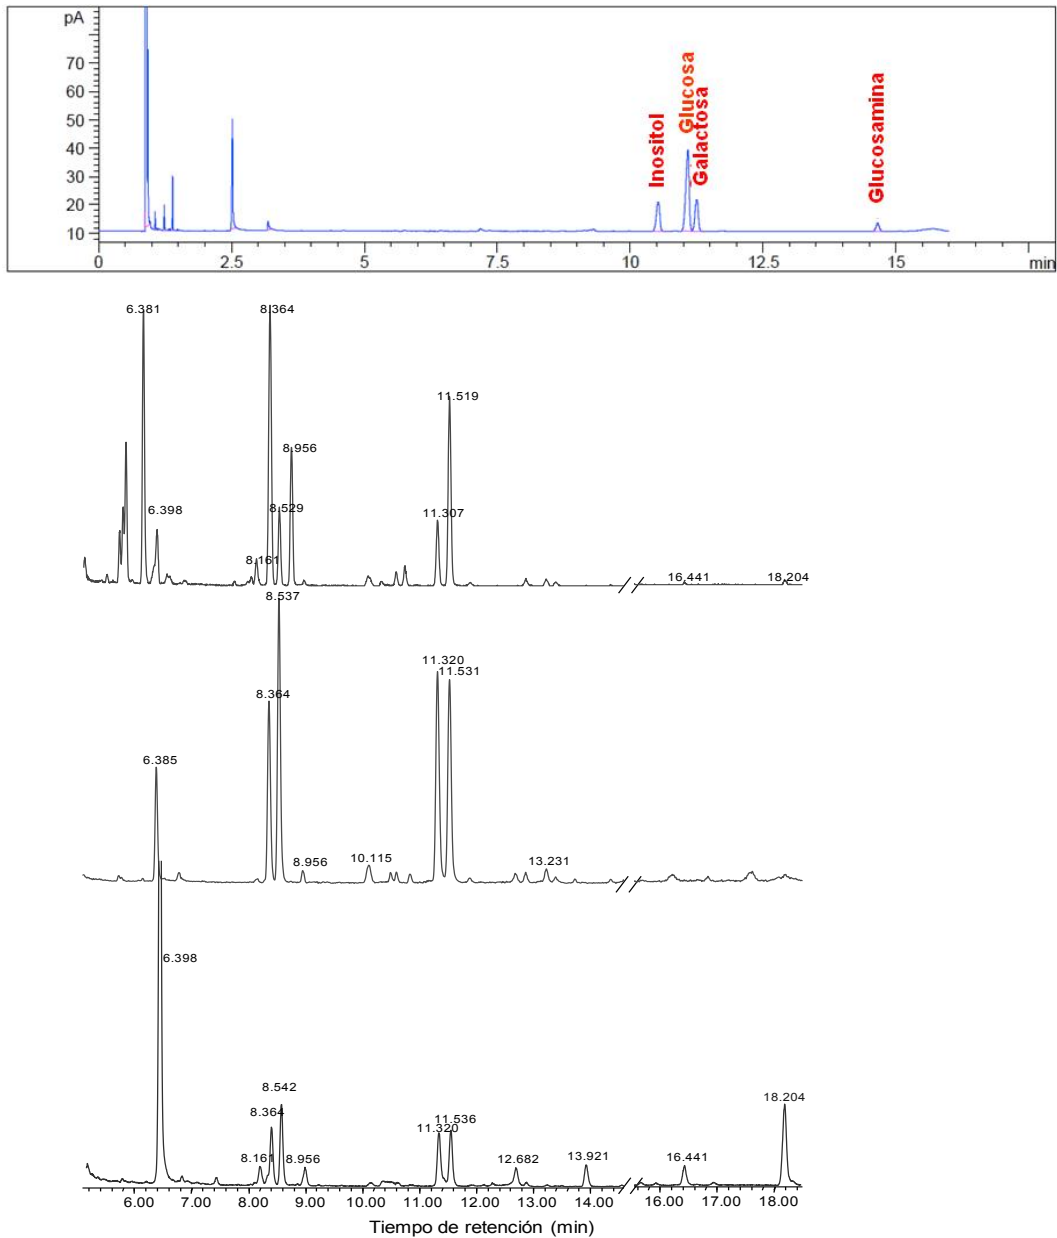 pA
70
60
50
40
30
20
10
Inositol
Glucosa
Galactosa
Glucosamina
0 2.5 5 7.5 10 12.5 15 min
6.381 8.364
11.519
8.956
6.398 8.529 11.307
8.161
16.441 18.204
8.537
11.320
11.531
8.364
6.385
8.956 10.115 13.231
6.398
8.542
8.364 11.536
11.320
18.204
8.161 8.956 12.682 13.921 16.441
6.00 7.00 8.00 9.00 10.00 11.00 12.00 13.00 14.00 16.00 17.00 18.00
Tiempo de retención (min)